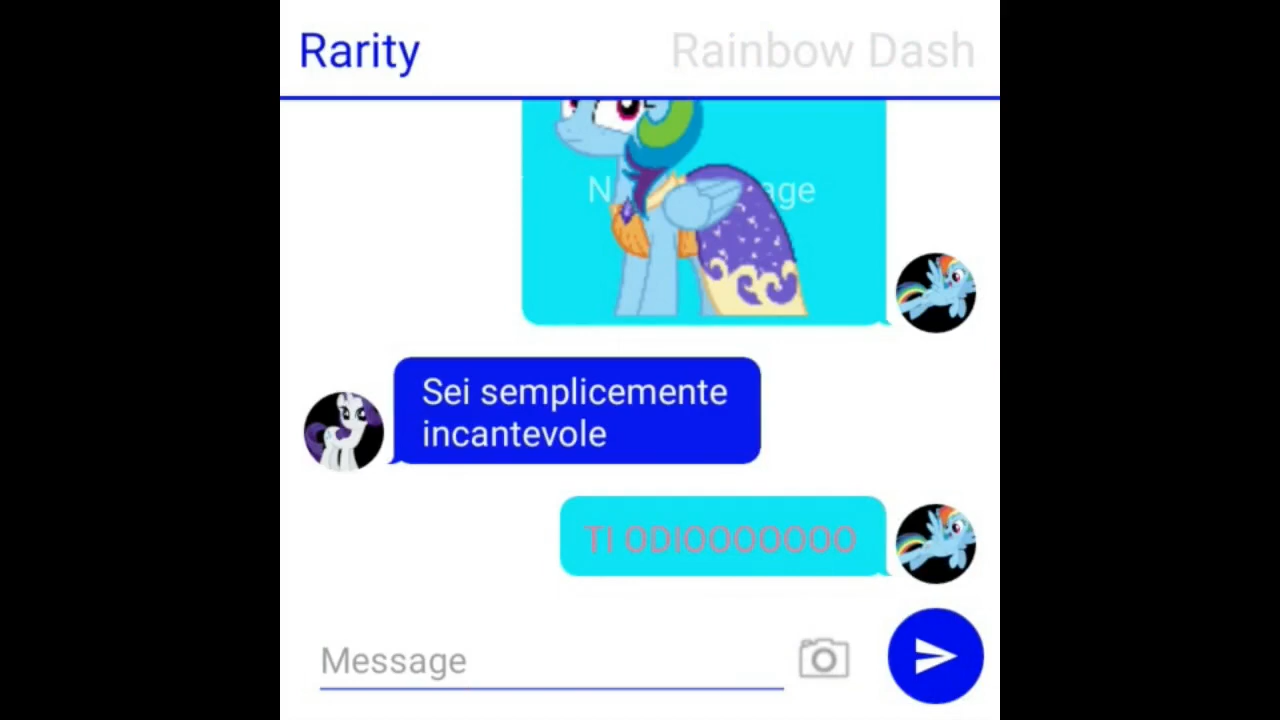 Rarity
Rainbow Dash
Sei semplicemente
incantevole
TI ODIOOOOOOO
Message